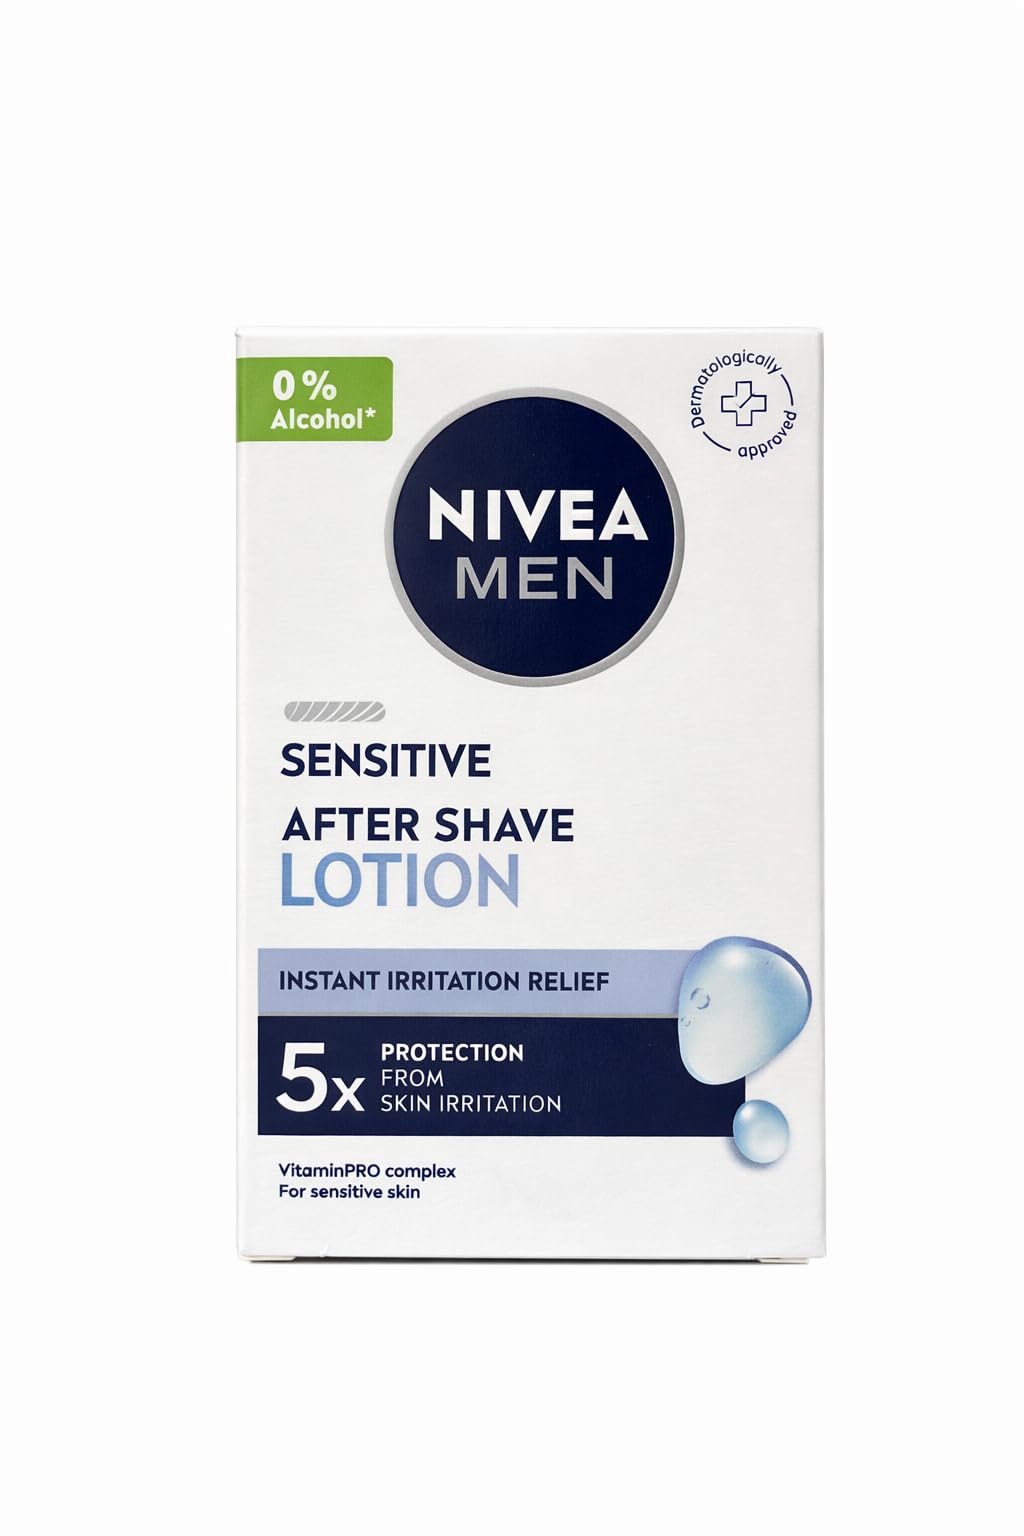 0 %
Alcohol*
Dermatologically
approved
NIVEA
MEN
SENSITIVE
AFTER SHAVE
LOTION
INSTANT IRRITATION RELIEF
5x
PROTECTION
FROM
SKIN IRRITATION
VitaminPRO complex
For sensitive skin